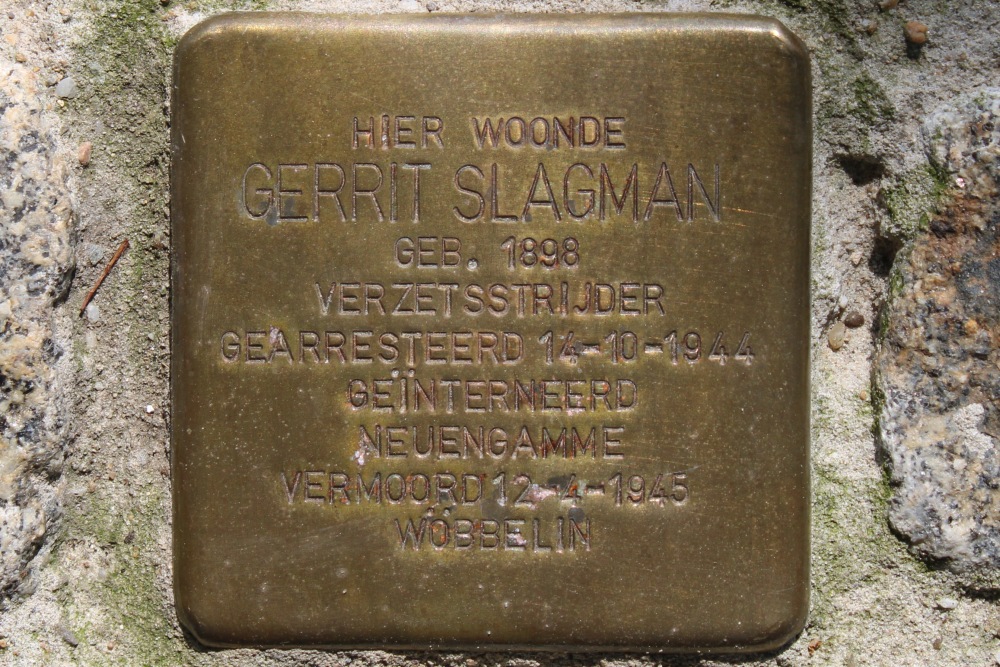 HIER WOONDE
GERRIT SLAGMAN
GEB. 1898
VERZETSSTRIJDER
GEARRESTEERD 14-10-1944
GEÏNTERNEERD
NEUENGAMME
VERMOORD 12-4-1945
WÖBBELIN